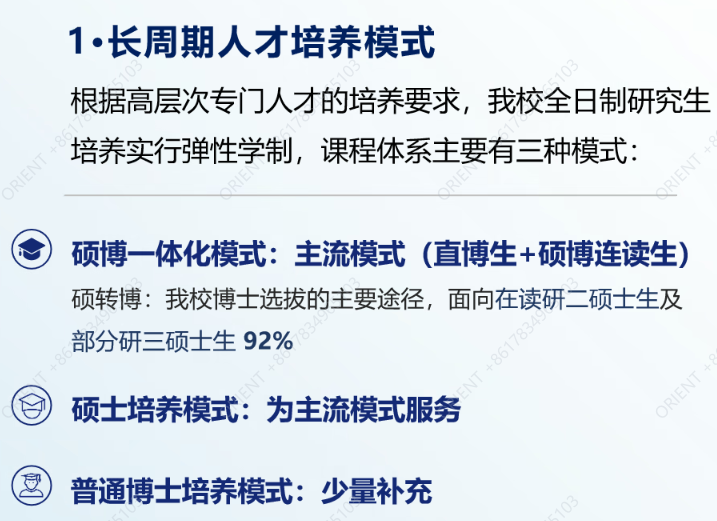 1·长周期人才培养模式
根据高层次专门人才的培养要求，我校全日制研究生
培养实行弹性学制，课程体系主要有三种模式：
硕博一体化模式：主流模式（直博生+硕博连读生）
硕转博：我校博士选拔的主要途径，面向在读研二硕士生及
部分研三硕士生 92%
硕士培养模式：为主流模式服务
普通博士培养模式：少量补充